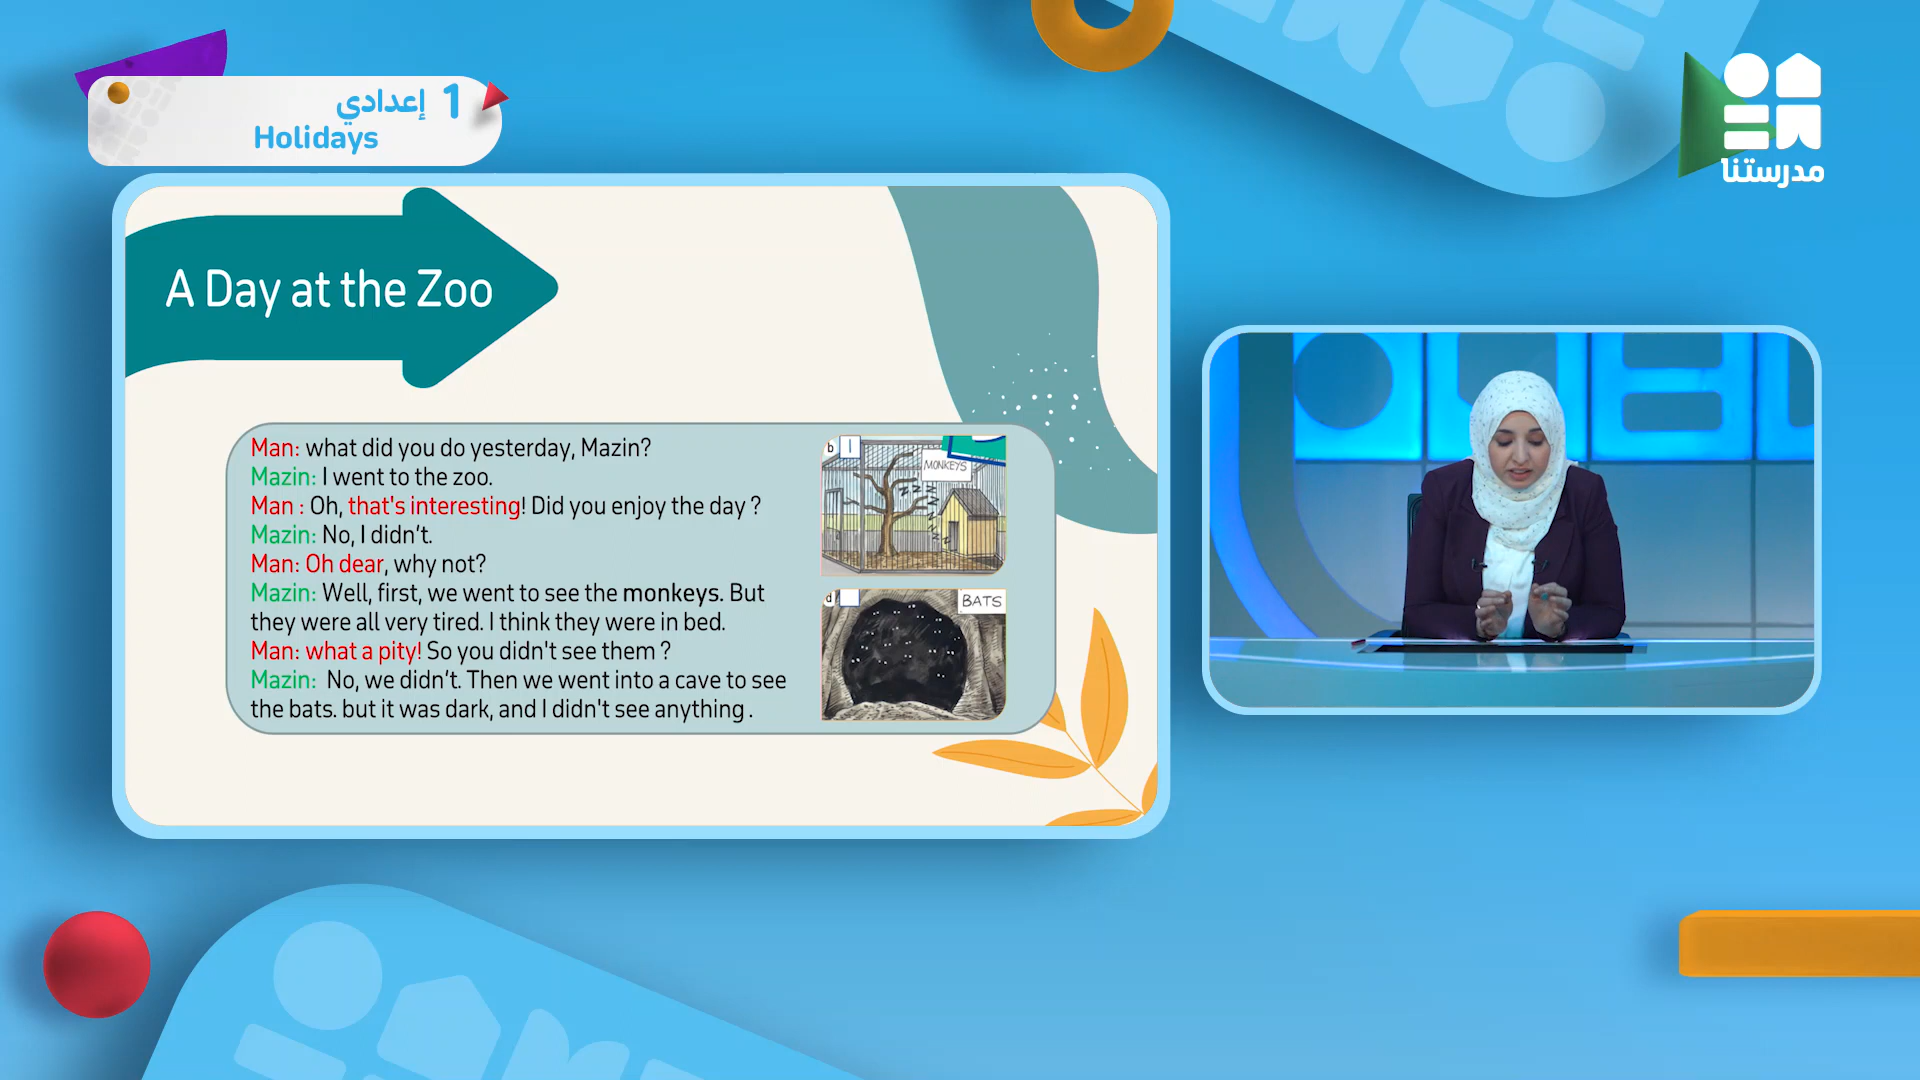 1 إعدادي
Holidays
مدرستنا
A Day at the Zoo
Man: what did you do yesterday, Mazin?
Mazin: I went to the zoo.
Man : Oh, that's interesting! Did you enjoy the day ?
Mazin: No, I didn't.
Man: Oh dear, why not?
Mazin: Well, first, we went to see the monkeys. But
they were all very tired. I think they were in bed.
Man: what a pity! So you didn't see them ?
Mazin: No, we didn't. Then we went into a cave to see
the bats. but it was dark, and I didn't see anything .
b 1
MONKEYS
zzzzzzzz
d
BATS